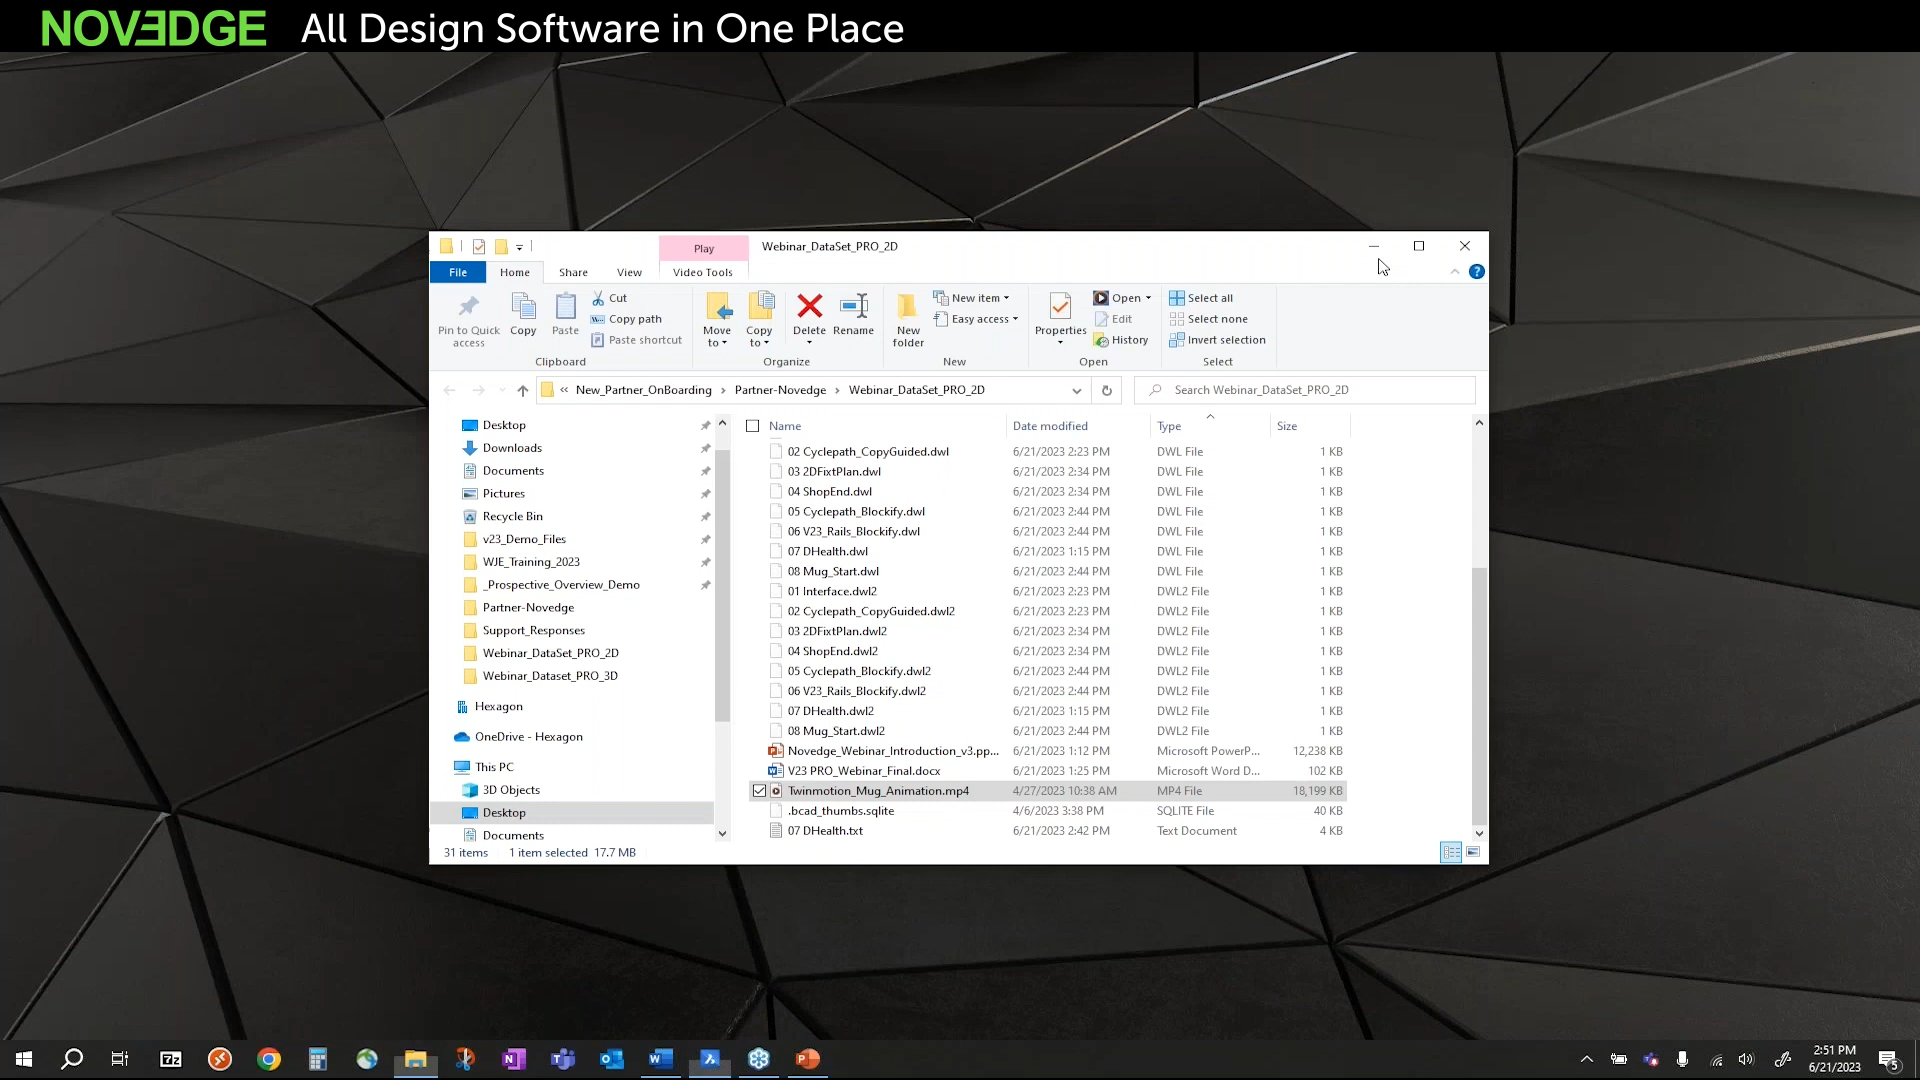 NOVEDGE All Design Software in One Place
Play Webinar_DataSet_PRO_2D
File Home Share View Video Tools
Pin to Quick access
Copy
Paste
Cut
Copy path
Paste shortcut
Clipboard
Move to
Copy to
Delete
Rename
Organize
New folder
New item
Easy access
New
Properties
Open
Edit
History
Open
Select all
Select none
Invert selection
Select
« New_Partner_OnBoarding › Partner-Novedge › Webinar_DataSet_PRO_2D
Search Webinar_DataSet_PRO_2D
Desktop
Downloads
Documents
Pictures
Recycle Bin
v23_Demo_Files
WJE_Training_2023
_Prospective_Overview_Demo
Partner-Novedge
Support_Responses
Webinar_DataSet_PRO_2D
Webinar_Dataset_PRO_3D
Hexagon
OneDrive - Hexagon
This PC
3D Objects
Desktop
Documents
Name Date modified Type Size
02 Cyclepath_CopyGuided.dwl 6/21/2023 2:23 PM DWL File 1 KB
03 2DFixtPlan.dwl 6/21/2023 2:34 PM DWL File 1 KB
04 ShopEnd.dwl 6/21/2023 2:34 PM DWL File 1 KB
05 Cyclepath_Blockify.dwl 6/21/2023 2:44 PM DWL File 1 KB
06 V23_Rails_Blockify.dwl 6/21/2023 2:44 PM DWL File 1 KB
07 DHealth.dwl 6/21/2023 1:15 PM DWL File 1 KB
08 Mug_Start.dwl 6/21/2023 2:44 PM DWL File 1 KB
01 Interface.dwl2 6/21/2023 2:23 PM DWL2 File 1 KB
02 Cyclepath_CopyGuided.dwl2 6/21/2023 2:23 PM DWL2 File 1 KB
03 2DFixtPlan.dwl2 6/21/2023 2:34 PM DWL2 File 1 KB
04 ShopEnd.dwl2 6/21/2023 2:34 PM DWL2 File 1 KB
05 Cyclepath_Blockify.dwl2 6/21/2023 2:44 PM DWL2 File 1 KB
06 V23_Rails_Blockify.dwl2 6/21/2023 2:44 PM DWL2 File 1 KB
07 DHealth.dwl2 6/21/2023 1:15 PM DWL2 File 1 KB
08 Mug_Start.dwl2 6/21/2023 2:44 PM DWL2 File 1 KB
Novedge_Webinar_Introduction_v3.pp... 6/21/2023 1:12 PM Microsoft PowerP... 12,238 KB
V23 PRO_Webinar_Final.docx 6/21/2023 1:25 PM Microsoft Word D... 102 KB
Twinmotion_Mug_Animation.mp4 4/27/2023 10:38 AM MP4 File 18,199 KB
.bcad_thumbs.sqlite 4/6/2023 3:38 PM SQLITE File 40 KB
07 DHealth.txt 6/21/2023 2:42 PM Text Document 4 KB
31 items 1 item selected 17.7 MB
2:51 PM
6/21/2023
5